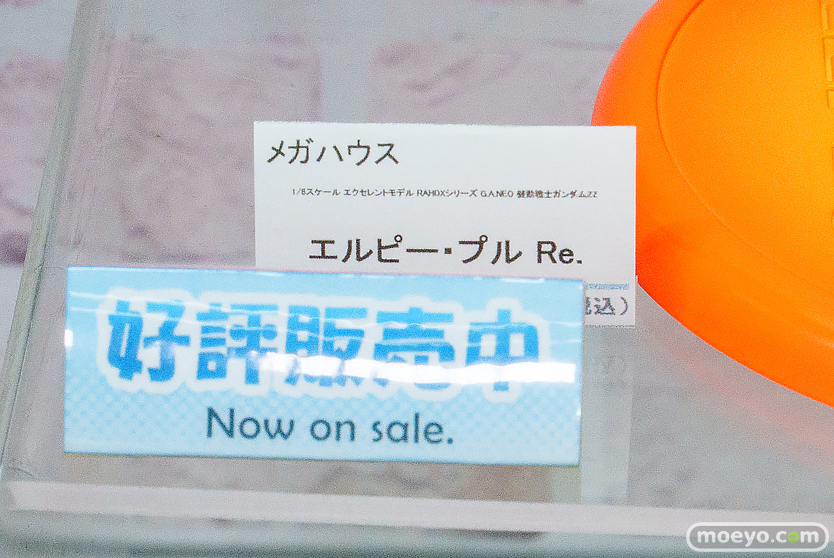 メガハウス
1/8スケール エクセレントモデル RAHDXシリーズ G.A.NEO 機動戦士ガンダムZZ
エルピー・プル Re.
税込)
好評販売中
Now on sale.
moeyo.com